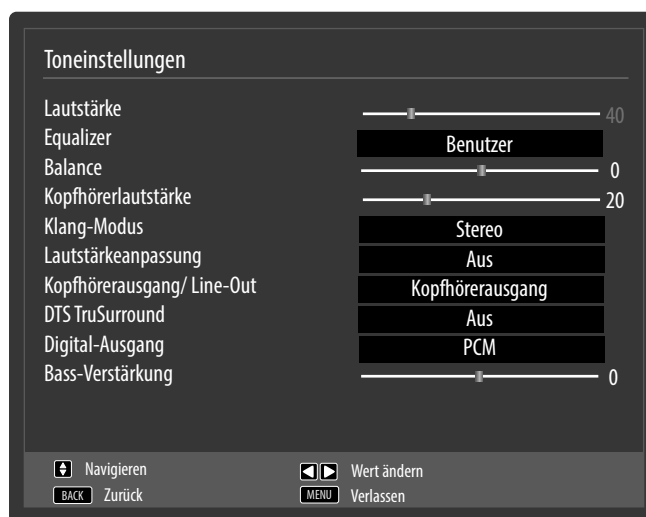 Toneinstellungen
Lautstärke 40
Equalizer Benutzer
Balance 0
Kopfhörerlautstärke 20
Klang-Modus Stereo
Lautstärkeanpassung Aus
Kopfhörerausgang/ Line-Out Kopfhörerausgang
DTS TruSurround Aus
Digital-Ausgang PCM
Bass-Verstärkung 0
Navigieren Wert ändern
BACK Zurück MENU Verlassen